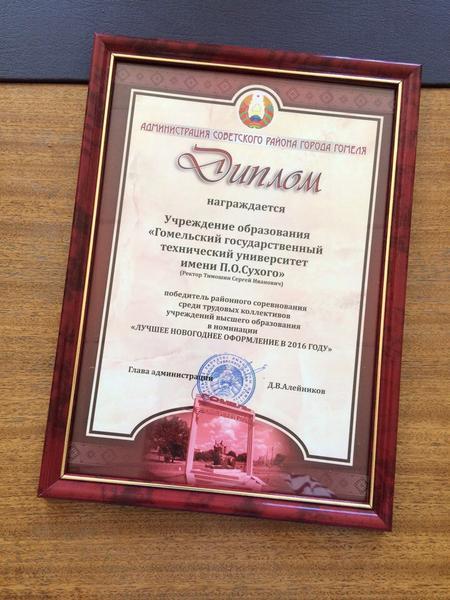 АДМИНИСТРАЦИЯ СОВЕТСКОГО РАЙОНА ГОРОДА ГОМЕЛЯ
Диплом
награждается
Учреждение образования
«Гомельский государственный
технический университет
имени П.О.Сухого»
(Ректор Тимошин Сергей Иванович)
победитель районного соревнования
среди трудовых коллективов
учреждений высшего образования
в номинации
«ЛУЧШЕЕ НОВОГОДНЕЕ ОФОРМЛЕНИЕ В 2016 ГОДУ»
Глава администрации Д.В.Алейников